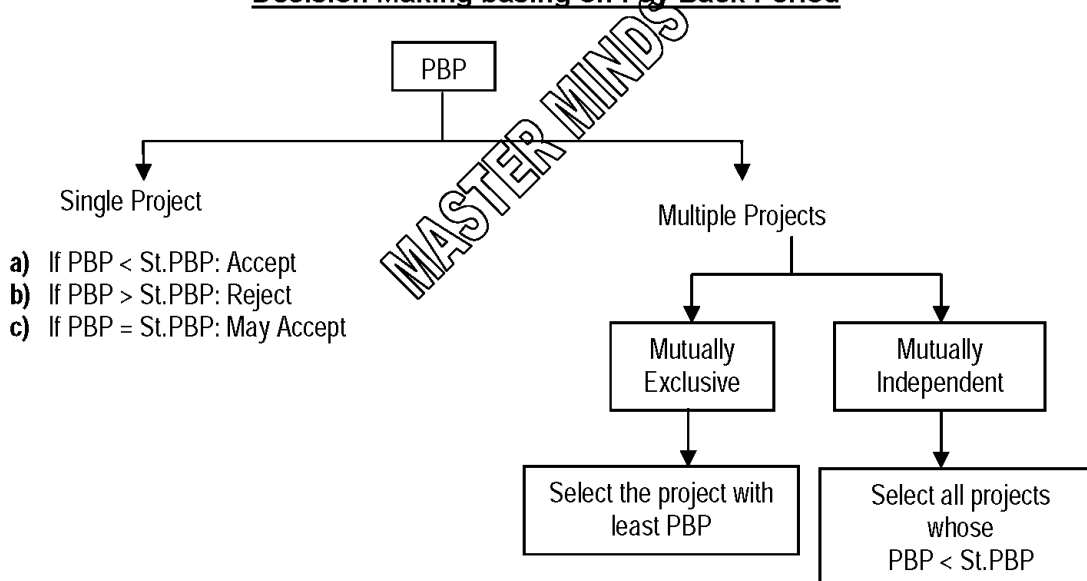 Decision Making basing on Pay Back Period
PBP
MASTER MINDS
Single Project
a) If PBP < St.PBP: Accept
b) If PBP > St.PBP: Reject
c) If PBP = St.PBP: May Accept
Multiple Projects
Mutually
Exclusive
Mutually
Independent
Select the project with
least PBP
Select all projects
whose
PBP < St.PBP